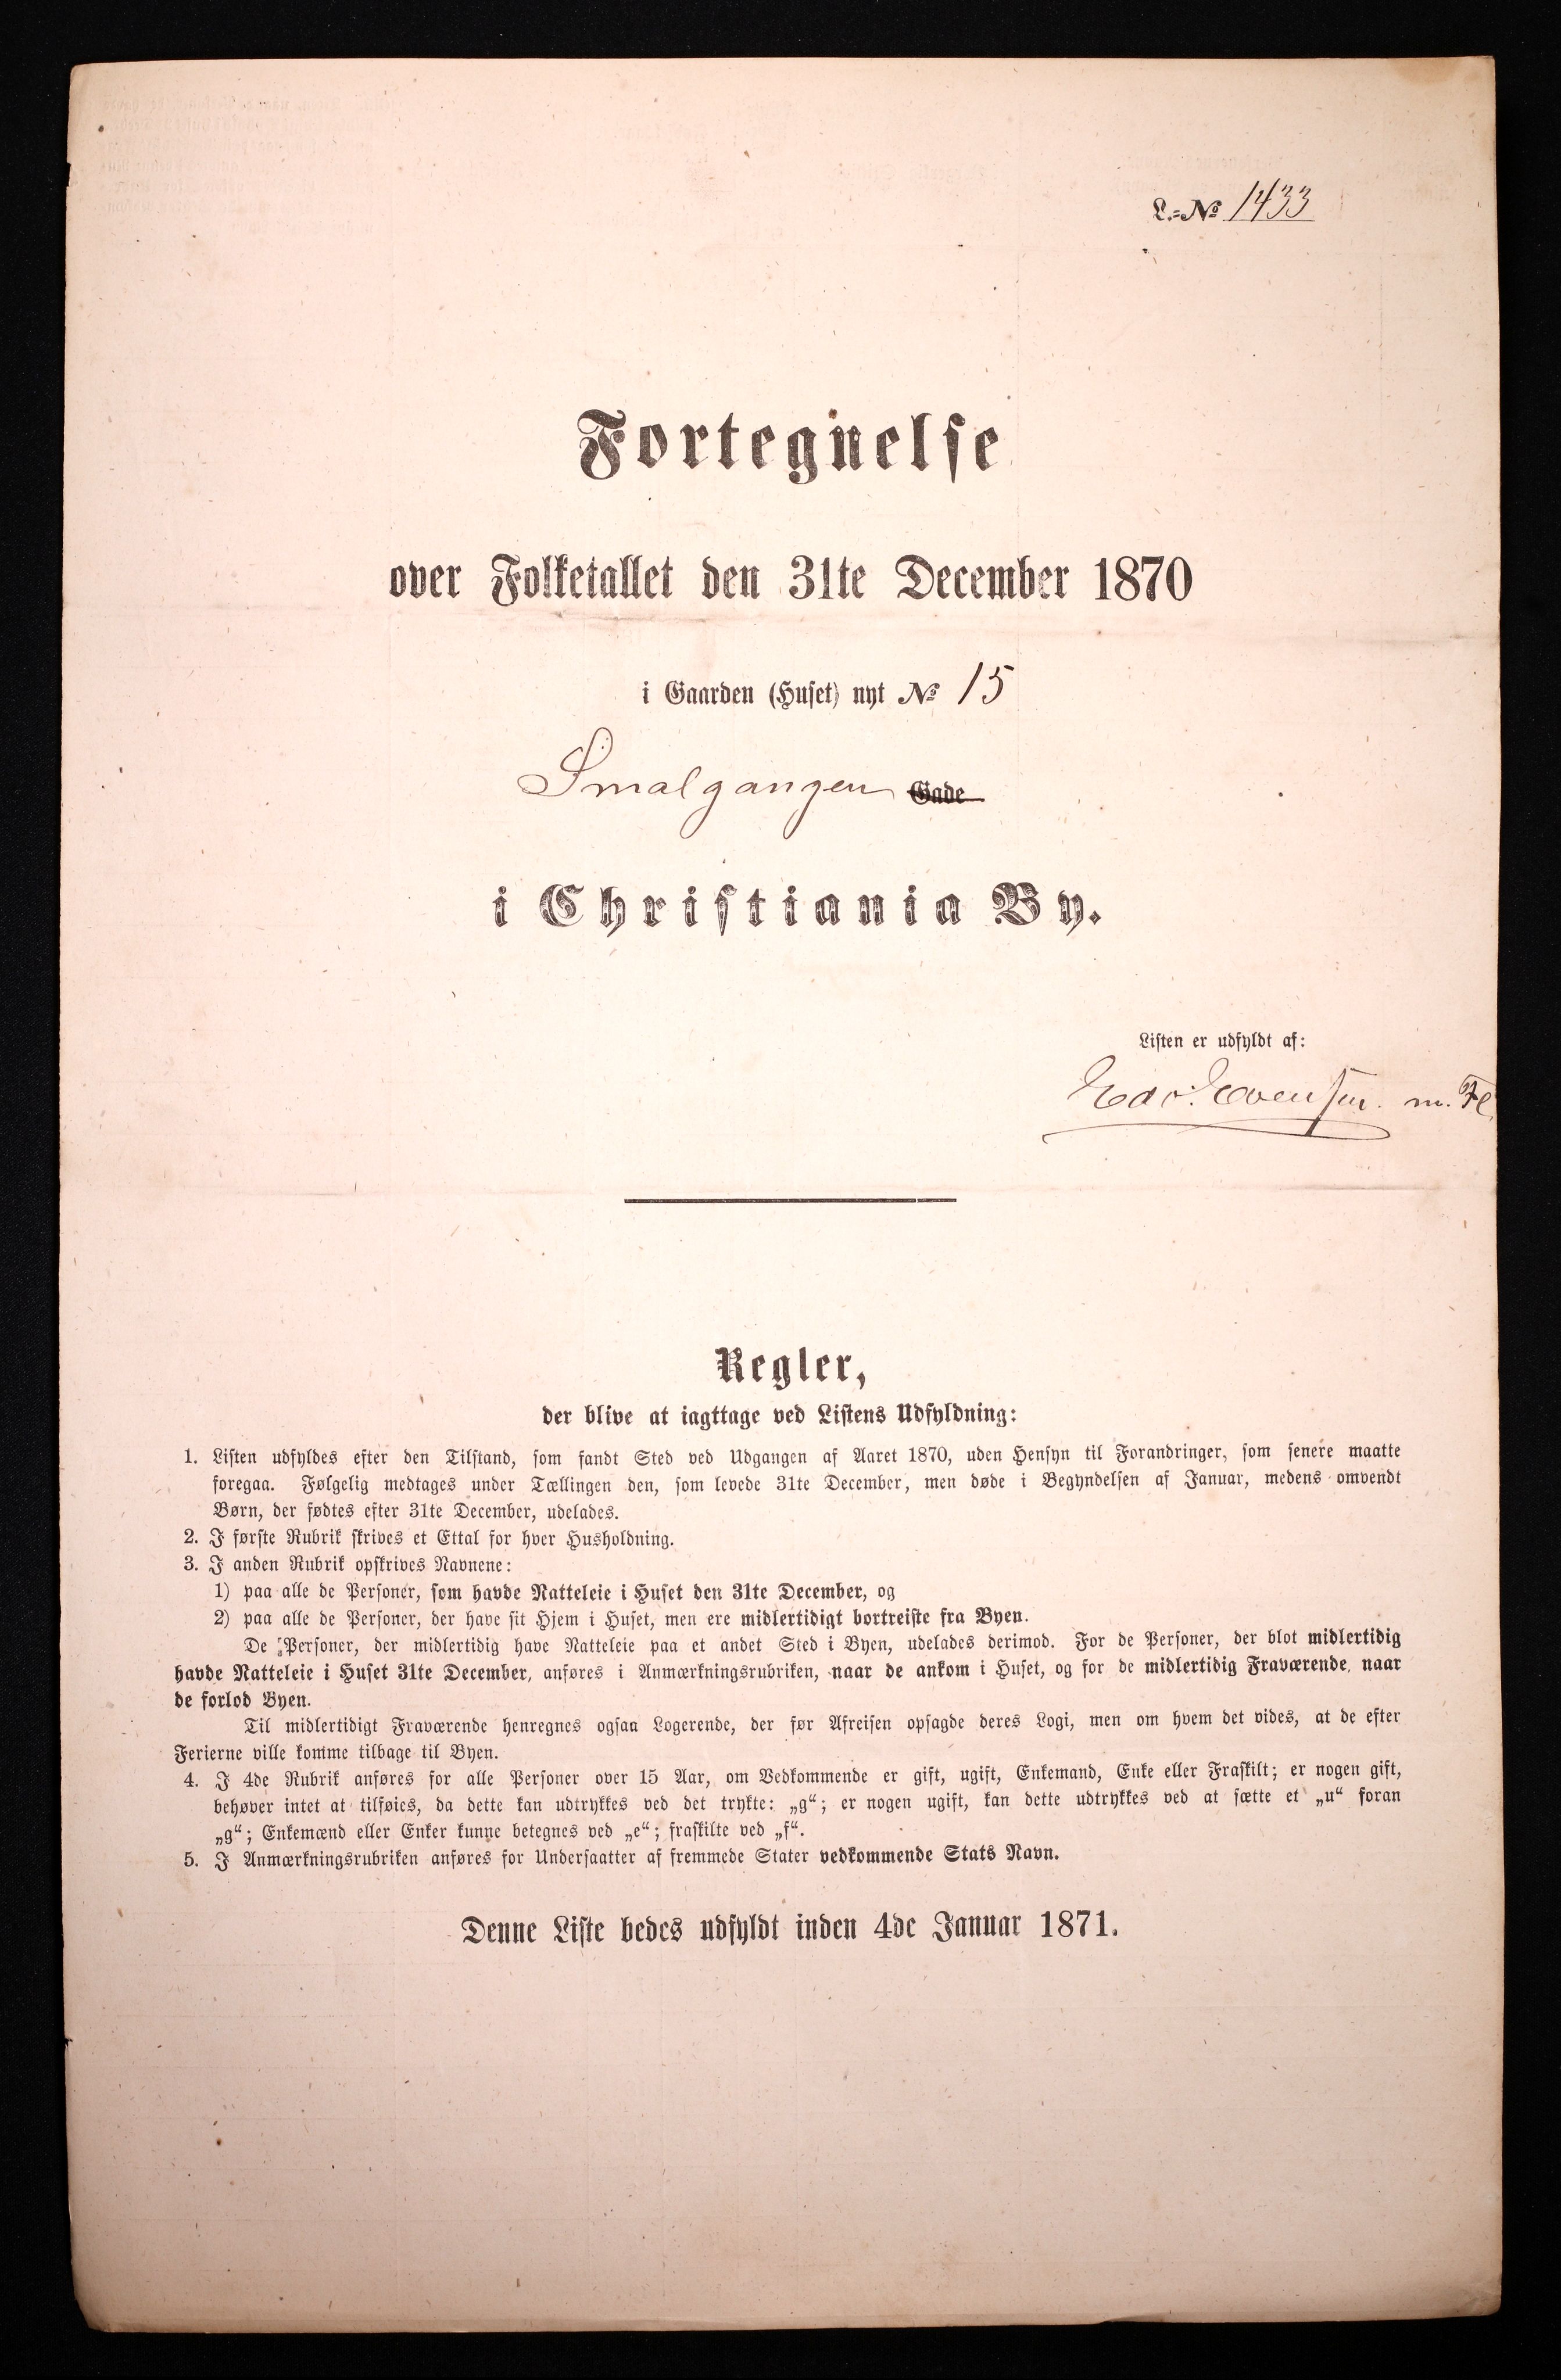 L.-№ 1433
Fortegnelse
over Folketallet den 31te December 1870
i Gaarden (Huset) nyt № 15
Smalgangen Gade
i Christiania By.
Listen er udfyldt af:
Edv. Evensen. m. Fl.
Regler,
der blive at iagttage ved Listens Udfyldning:
1. Listen udfyldes efter den Tilstand, som fandt Sted ved Udgangen af Aaret 1870, uden Hensyn til Forandringer, som senere maatte
foregaa. Følgelig medtages under Tællingen den, som levede 31te December, men døde i Begyndelsen af Januar, medens omvendt
Børn, der fødtes efter 31te December, udelades.
2. I første Rubrik skrives et Ettal for hver Husholdning.
3. I anden Rubrik opskrives Navnene:
1) paa alle de Personer, som havde Natteleie i Huset den 31te December, og
2) paa alle de Personer, der have sit Hjem i Huset, men ere midlertidigt bortreiste fra Byen.
De Personer, der midlertidig have Natteleie paa et andet Sted i Byen, udelades derimod. For de Personer, der blot midlertidig
havde Natteleie i Huset 31te December, anføres i Anmærkningsrubriken, naar de ankom i Huset, og for de midlertidig Fraværende, naar
de forlod Byen.
Til midlertidigt Fraværende henregnes ogsaa Logerende, der før Afreisen opsagde deres Logi, men om hvem det vides, at de efter
Ferierne ville komme tilbage til Byen.
4. I 4de Rubrik anføres for alle Personer over 15 Aar, om Vedkommende er gift, ugift, Enkemand, Enke eller Fraskilt; er nogen gift,
behøver intet at tilføies, da dette kan udtrykkes ved det trykte: „g“; er nogen ugift, kan dette udtrykkes ved at sætte et „u“ foran
„g“; Enkemænd eller Enker kunne betegnes ved „e“; fraskilte ved „f“.
5. I Anmærkningsrubriken anføres for Undersaatter af fremmede Stater vedkommende Stats Navn.
Denne Liste bedes udfyldt inden 4de Januar 1871.